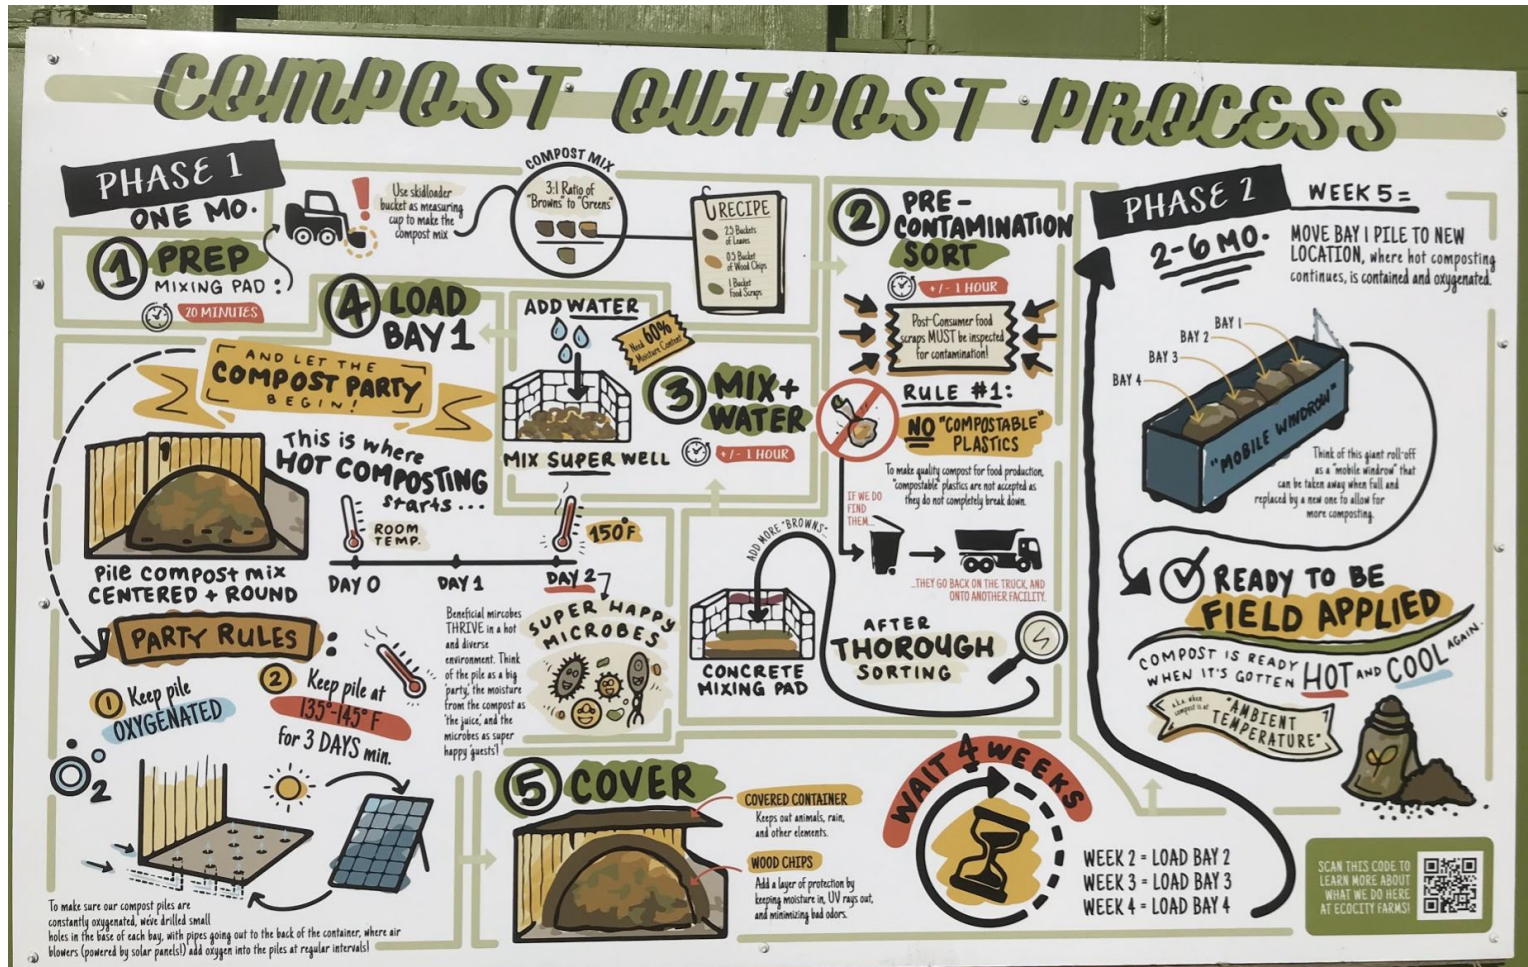 COMPOST OUTPOST PROCESS
PHASE 1
ONE MO.
1 PREP
MIXING PAD:
20 MINUTES
Use skidloader
bucket as measuring
cup to make the
compost mix
COMPOST MIX
3:1 Ratio of
"Browns" to "Greens"
RECIPE
2.5 Buckets
of Leaves
0.5 Bucket
of Wood Chips
1 Bucket
Food Scraps
2 PRE-
CONTAMINATION
SORT
+/- 1 HOUR
Post-Consumer food
scraps MUST be inspected
for contamination!
RULE #1:
NO "COMPOSTABLE"
PLASTICS
To make quality compost for food production,
"compostable" plastics are not accepted as
they do not completely break down.
IF WE DO
FIND
THEM...
...THEY GO BACK ON THE TRUCK, AND
ONTO ANOTHER FACILITY.
AFTER
THOROUGH
SORTING
ADD MORE "BROWNS"
CONCRETE
MIXING PAD
3 MIX +
WATER
+/- 1 HOUR
ADD WATER
Need 60%
Moisture Content
MIX SUPER WELL
4 LOAD
BAY 1
AND LET THE
COMPOST PARTY
BEGIN!
This is where
HOT COMPOSTING
starts...
Pile compost mix
CENTERED + ROUND
ROOM
TEMP.
150°F
DAY 0
DAY 1
DAY 2
SUPER HAPPY
MICROBES
Beneficial mircobes
THRIVE in a hot
and diverse
environment. Think
of the pile as a big
'party,' the moisture
from the compost as
'the juice,' and the
microbes as super
happy 'guests'!
PARTY RULES:
1 Keep pile
OXYGENATED
2 Keep pile at
135°-145° F
for 3 DAYS min.
O2
To make sure our compost piles are
constantly oxygenated, we've drilled small
holes in the base of each bay, with pipes going out to the back of the container, where air
blowers (powered by solar panels!) add oxygen into the piles at regular intervals!
5 COVER
COVERED CONTAINER
Keeps out animals, rain,
and other elements.
WOOD CHIPS
Add a layer of protection by
keeping moisture in, UV rays out,
and minimizing bad odors.
WAIT 4 WEEKS
WEEK 2 = LOAD BAY 2
WEEK 3 = LOAD BAY 3
WEEK 4 = LOAD BAY 4
PHASE 2
2-6 MO.
WEEK 5 =
MOVE BAY 1 PILE TO NEW
LOCATION, where hot composting
continues, is contained and oxygenated.
BAY 1
BAY 2
BAY 3
BAY 4
"MOBILE WINDROW"
Think of this giant roll-off
as a "mobile windrow" that
can be taken away when full and
replaced by a new one to allow for
more composting.
READY TO BE
FIELD APPLIED
COMPOST IS READY
WHEN IT'S GOTTEN HOT AND COOL AGAIN.
a.k.a. when
compost is at
"AMBIENT
TEMPERATURE"
SCAN THIS CODE TO
LEARN MORE ABOUT
WHAT WE DO HERE
AT ECOCITY FARMS!